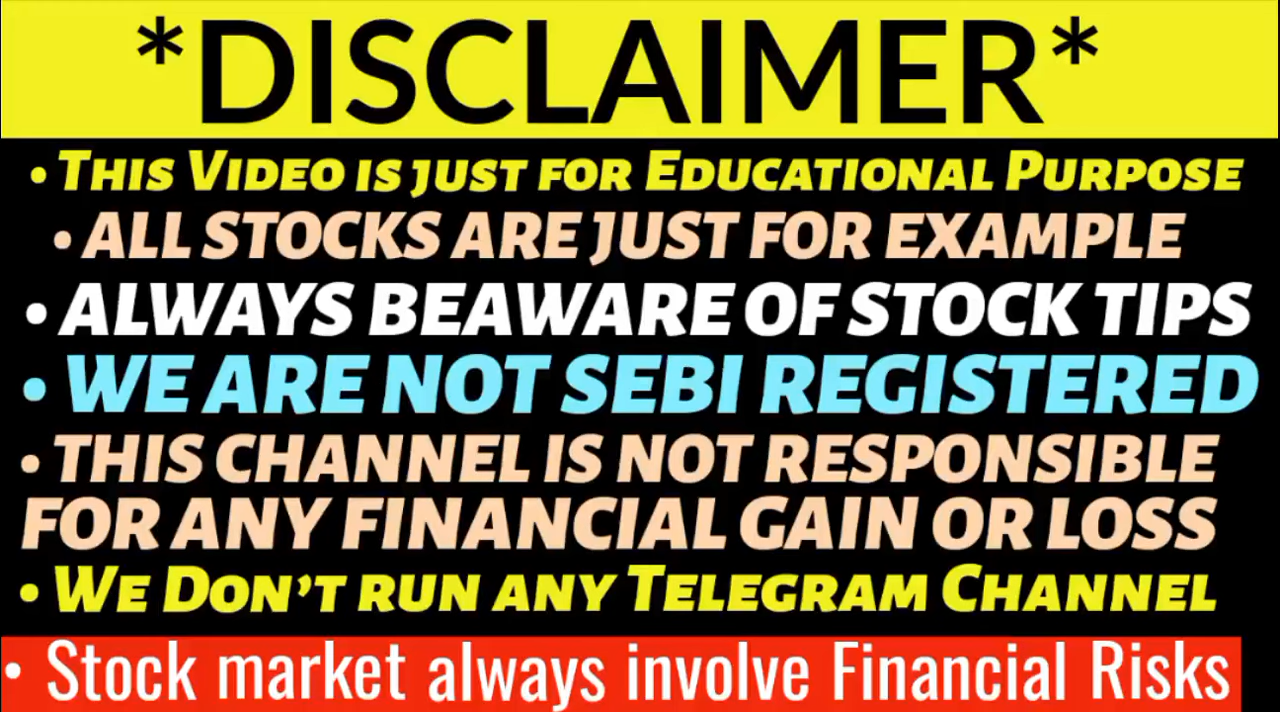 *DISCLAIMER*
• This Video is just for Educational Purpose
• ALL STOCKS ARE JUST FOR EXAMPLE
• ALWAYS BEAWARE OF STOCK TIPS
• WE ARE NOT SEBI REGISTERED
• THIS CHANNEL IS NOT RESPONSIBLE
FOR ANY FINANCIAL GAIN OR LOSS
• We Don’t run any Telegram Channel
• Stock market always involve Financial Risks